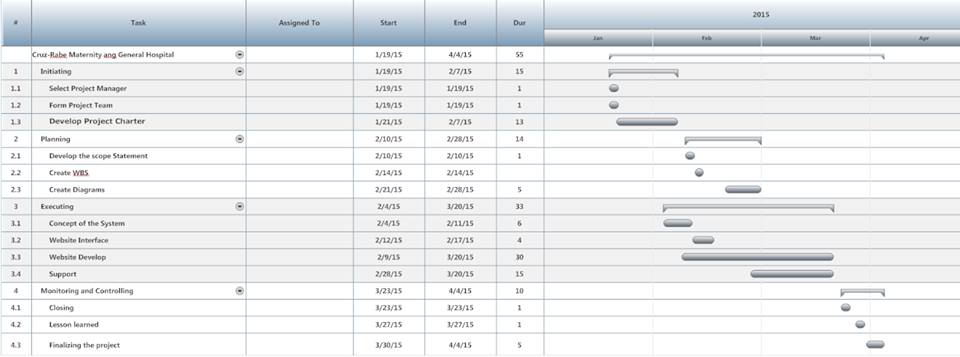 # Task Assigned To Start End Dur 2015
Jan Feb Mar Apr
Cruz-Rabe Maternity ang General Hospital 1/19/15 4/4/15 55
1 Initiating 1/19/15 2/7/15 15
1.1 Select Project Manager 1/19/15 1/19/15 1
1.2 Form Project Team 1/19/15 1/19/15 1
1.3 Develop Project Charter 1/21/15 2/7/15 13
2 Planning 2/10/15 2/28/15 14
2.1 Develop the scope Statement 2/10/15 2/10/15 1
2.2 Create WBS 2/14/15 2/14/15
2.3 Create Diagrams 2/21/15 2/28/15 5
3 Executing 2/4/15 3/20/15 33
3.1 Concept of the System 2/4/15 2/11/15 6
3.2 Website Interface 2/12/15 2/17/15 4
3.3 Website Develop 2/9/15 3/20/15 30
3.4 Support 2/28/15 3/20/15 15
4 Monitoring and Controlling 3/23/15 4/4/15 10
4.1 Closing 3/23/15 3/23/15 1
4.2 Lesson learned 3/27/15 3/27/15 1
4.3 Finalizing the project 3/30/15 4/4/15 5